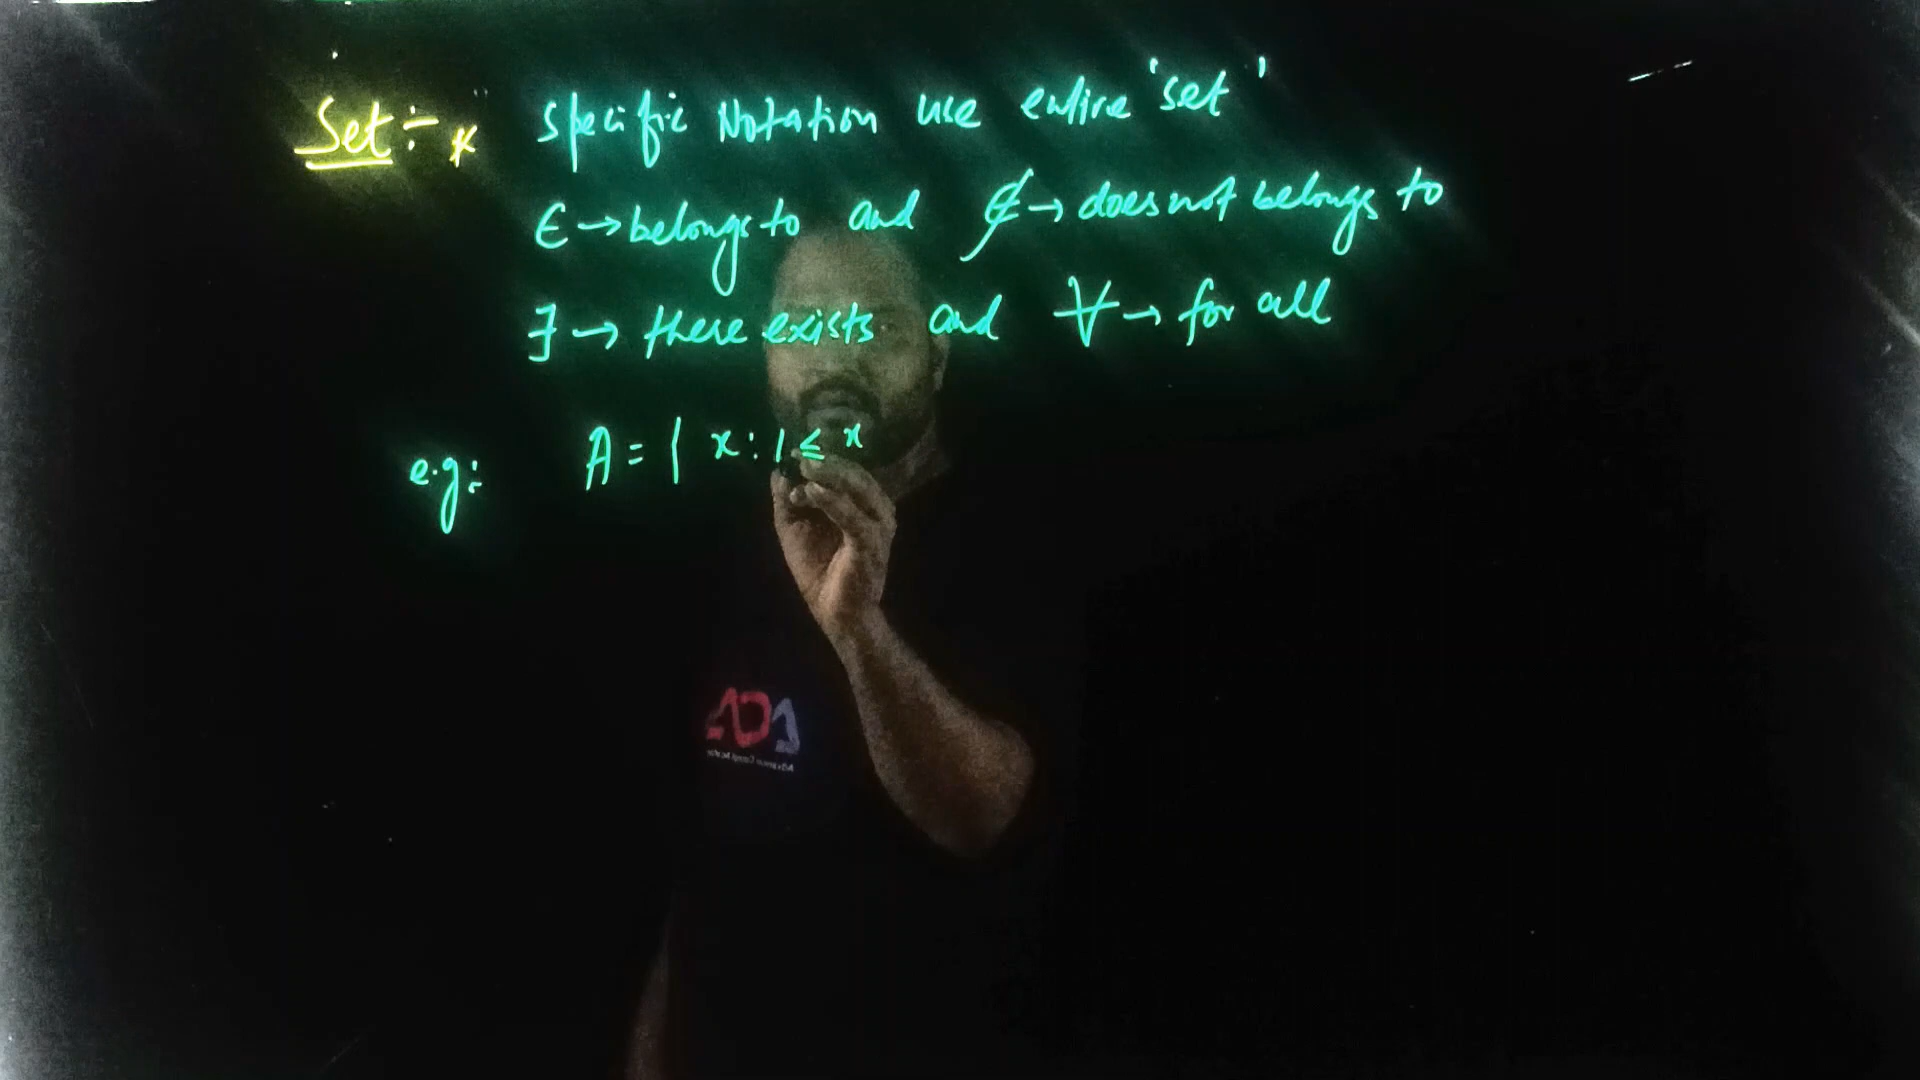 Set :- * Specific Notation use entire 'set'
∈ → belongs to and ∉ → does not belongs to
∃ → there exists and ∀ → for all
e.g: A = { x : 1 ≤ x